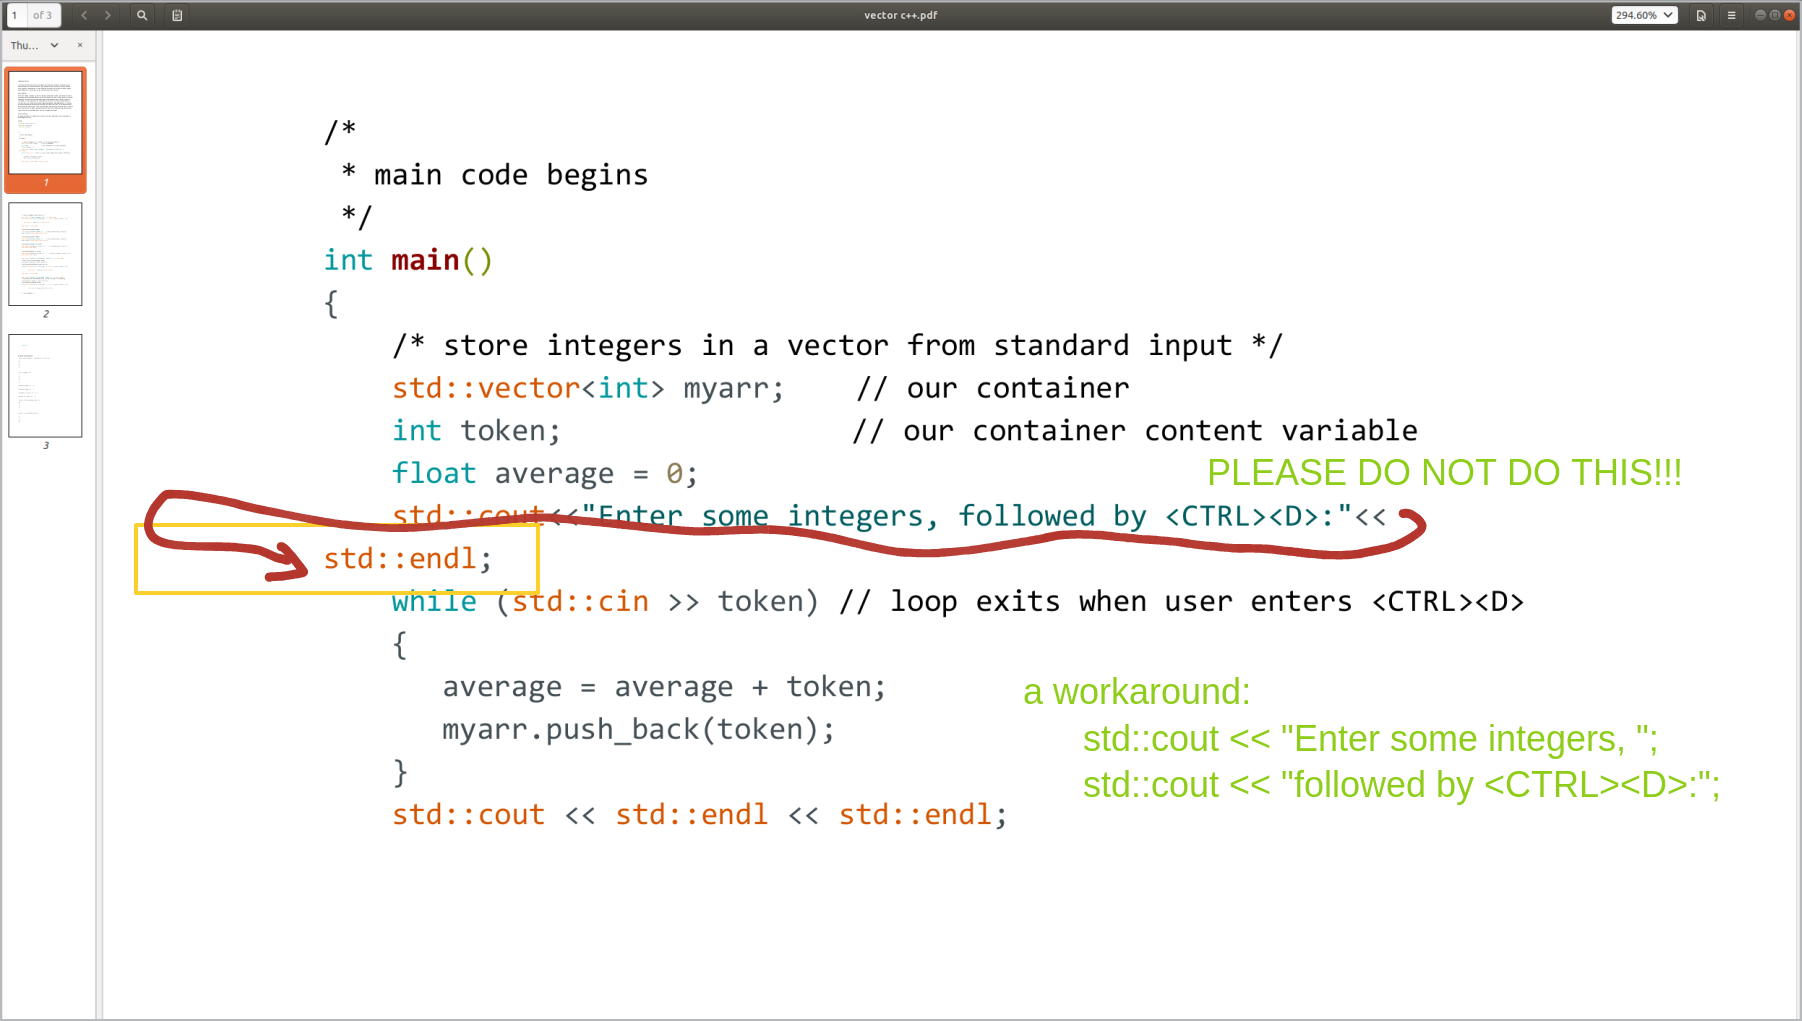 1 of 3
vector c++.pdf
294.60%
Thu...
1
2
3
/*
* main code begins
*/
int main()
{
/* store integers in a vector from standard input */
std::vector<int> myarr; // our container
int token; // our container content variable
float average = 0;
PLEASE DO NOT DO THIS!!!
std::cout<<"Enter some integers, followed by <CTRL><D>:"<<
std::endl;
while (std::cin >> token) // loop exits when user enters <CTRL><D>
{
average = average + token;
myarr.push_back(token);
}
std::cout << std::endl << std::endl;
a workaround:
std::cout << "Enter some integers, ";
std::cout << "followed by <CTRL><D>:";